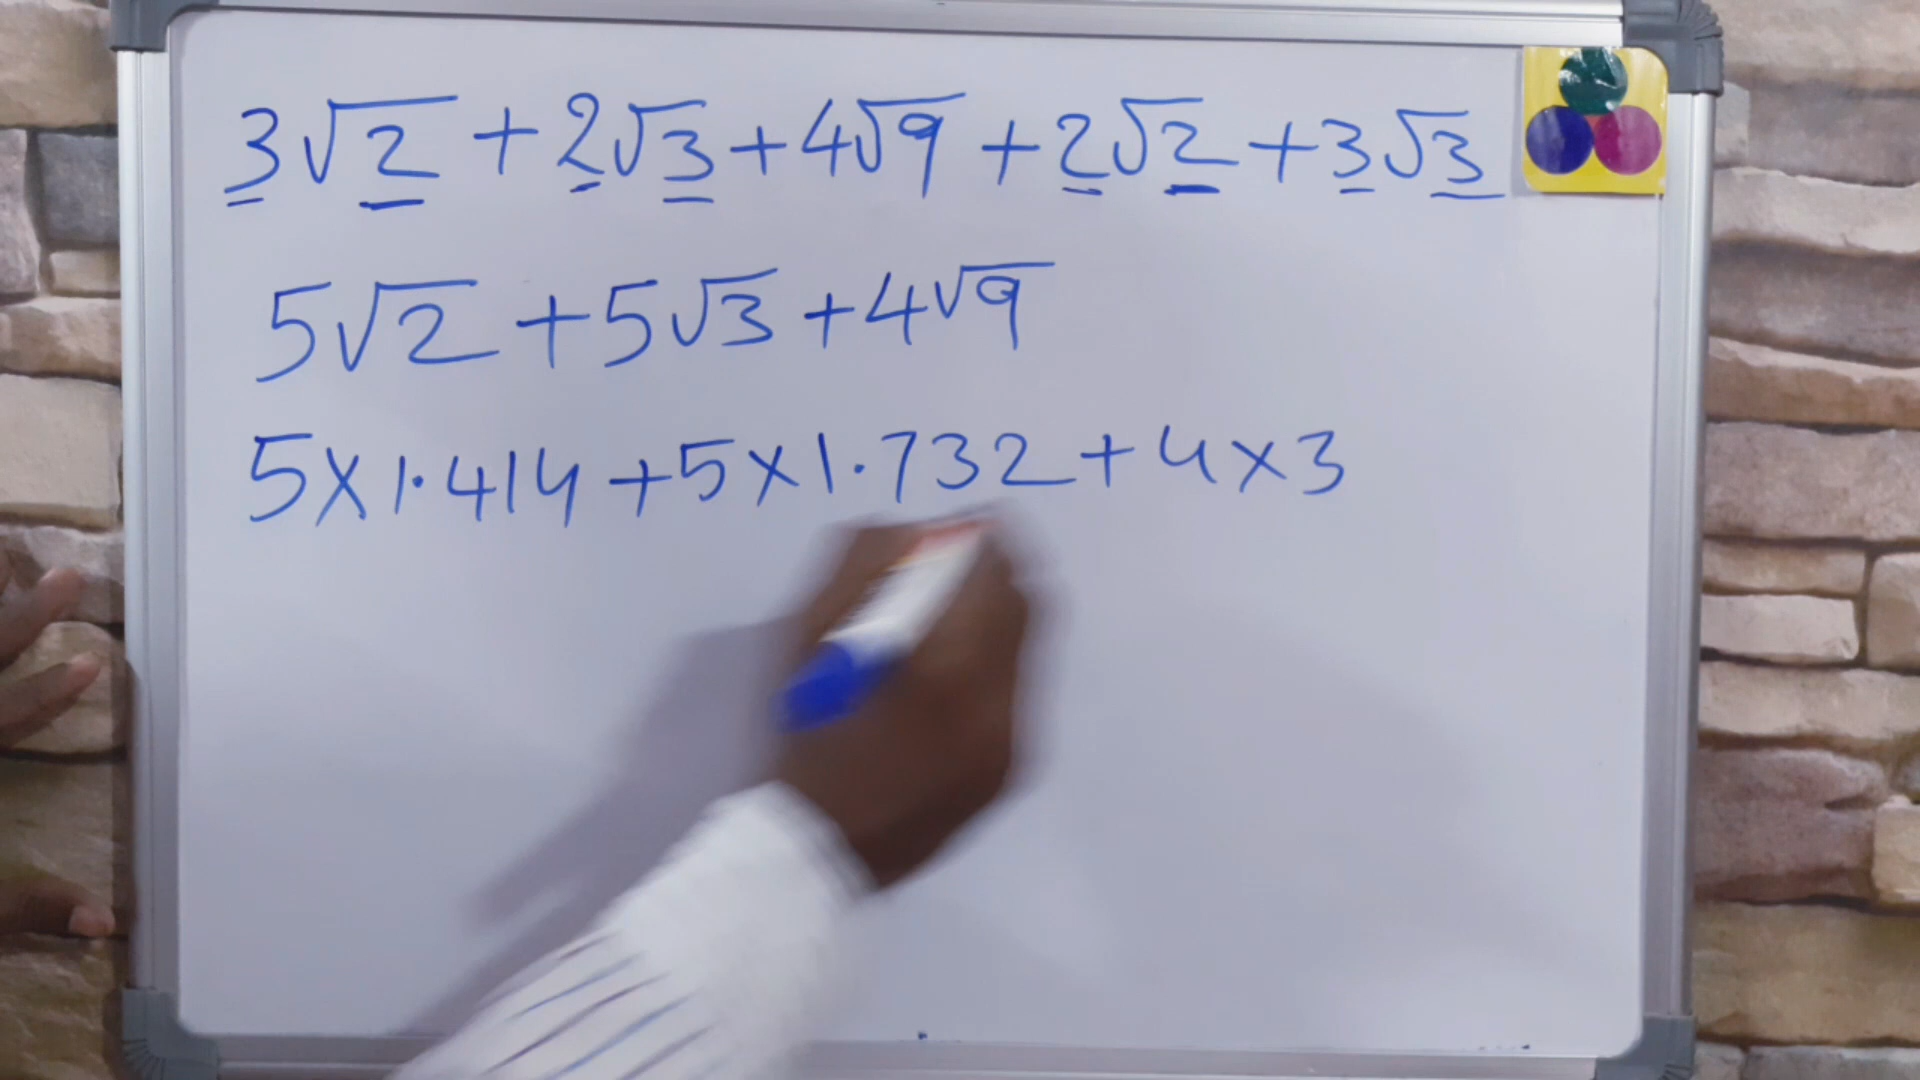 3√2 + 2√3 + 4√9 + 2√2 + 3√3
5√2 + 5√3 + 4√9
5 X 1.414 + 5 X 1.732 + 4 X 3